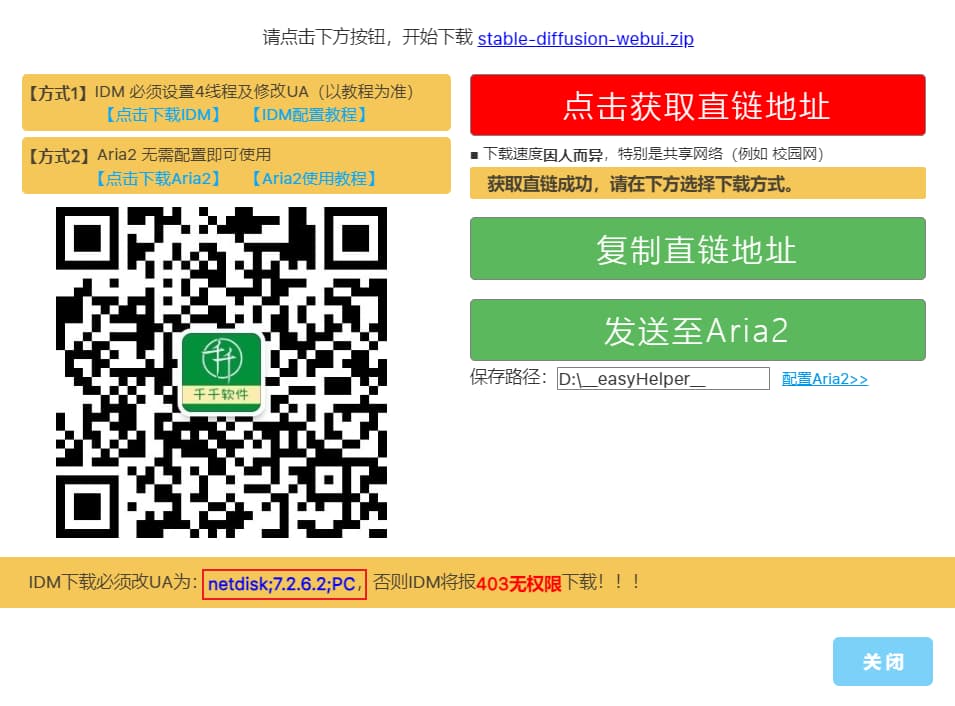 请点击下方按钮，开始下载 stable-diffusion-webui.zip
【方式1】IDM 必须设置4线程及修改UA（以教程为准）
【点击下载IDM】 【IDM配置教程】
【方式2】Aria2 无需配置即可使用
【点击下载Aria2】 【Aria2使用教程】
千千
千千软件
点击获取直链地址
■ 下载速度因人而异，特别是共享网络（例如 校园网）
获取直链成功，请在下方选择下载方式。
复制直链地址
发送至Aria2
保存路径：D:\__easyHelper__ 配置Aria2>>
IDM下载必须改UA为：netdisk;7.2.6.2;PC，否则IDM将报403无权限下载！！！
关闭